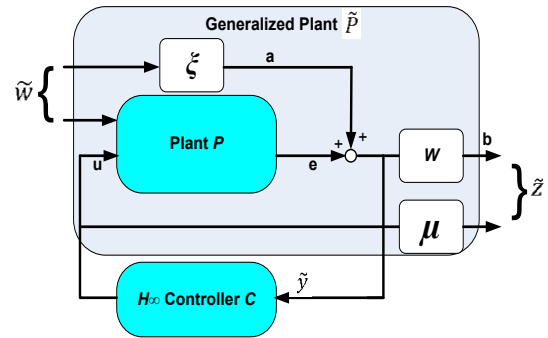 Generalized Plant P̃
ξ
a
w̃
Plant P
+
+
u
e
W
b
z̃
μ
ỹ
H∞ Controller C